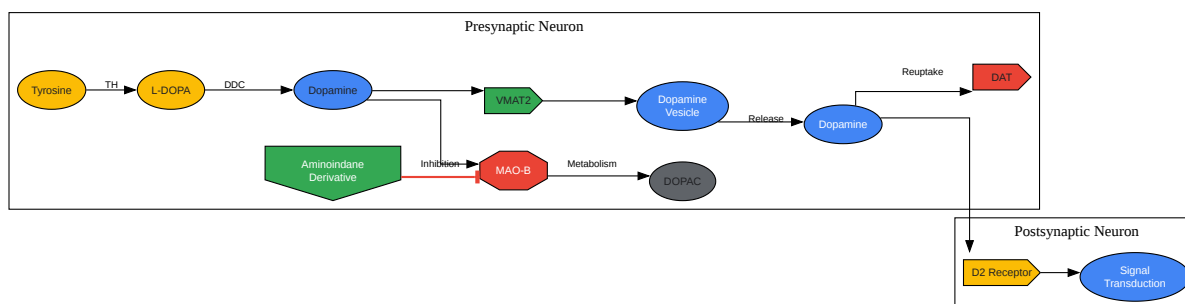 Presynaptic Neuron
Tyrosine
TH
L-DOPA
DDC
Dopamine
VMAT2
Dopamine
Vesicle
Release
Dopamine
Reuptake
DAT
Aminoindane
Derivative
Inhibition
MAO-B
Metabolism
DOPAC
Postsynaptic Neuron
D2 Receptor
Signal
Transduction